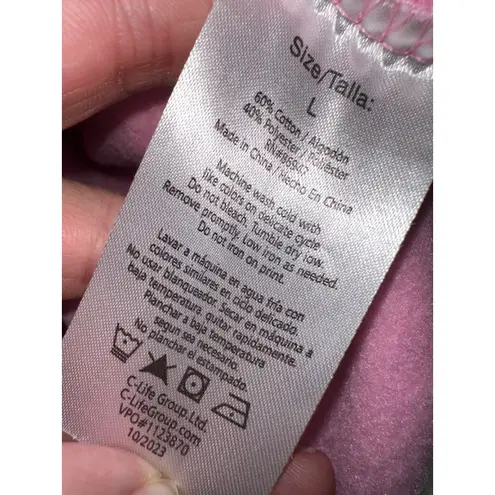 Size/Talla:
L
60% Cotton / Algodón
40% Polyester / Poliéster
RN#86947
Made in China / Hecho En China
Machine wash cold with
like colors on delicate cycle.
Do not bleach. Tumble dry low.
Remove promptly. Low iron as needed.
Do not iron on print.
Lavar a máquina en agua fría con
colores similares en ciclo delicado.
No usar blanqueador. Secar en máquina a
baja temperatura, quitar rapidamente.
Planchar a baja temperatura
segun sea necesario.
No planchar el estampado.
C-Life Group,Ltd.
C-LifeGroup.com
VPO#1123870
10/2023